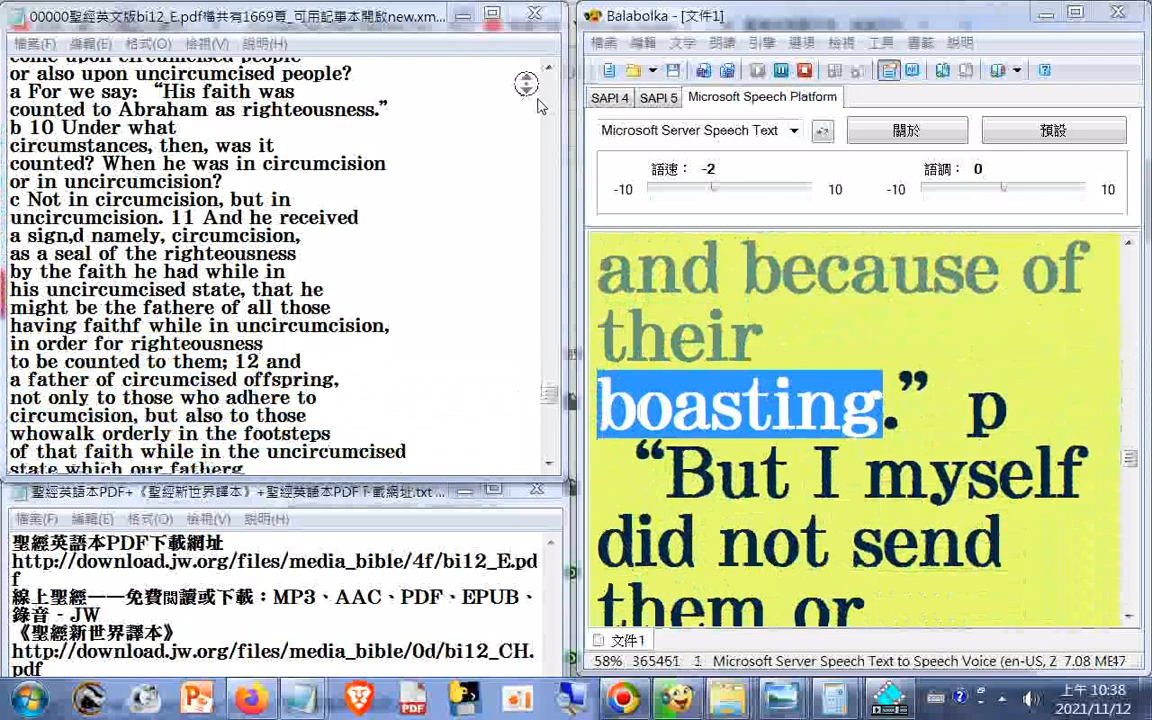 00000聖經英文版bi12_E.pdf檔共有1669頁_可用記事本開啟new.xm...
檔案(F) 編輯(E) 格式(O) 檢視(V) 說明(H)
come upon circumcised people
or also upon uncircumcised people?
a For we say: “His faith was
counted to Abraham as righteousness.”
b 10 Under what
circumstances, then, was it
counted? When he was in circumcision
or in uncircumcision?
c Not in circumcision, but in
uncircumcision. 11 And he received
a sign,d namely, circumcision,
as a seal of the righteousness
by the faith he had while in
his uncircumcised state, that he
might be the fathere of all those
having faithf while in uncircumcision,
in order for righteousness
to be counted to them; 12 and
a father of circumcised offspring,
not only to those who adhere to
circumcision, but also to those
whowalk orderly in the footsteps
of that faith while in the uncircumcised
state which our fatherg
聖經英語本PDF+《聖經新世界譯本》+聖經英語本PDF下載網址.txt ...
檔案(F) 編輯(E) 格式(O) 檢視(V) 說明(H)
聖經英語本PDF下載網址
http://download.jw.org/files/media_bible/4f/bi12_E.pd
f
線上聖經──免費閱讀或下載：MP3、AAC、PDF、EPUB、
錄音 - JW
《聖經新世界譯本》
http://download.jw.org/files/media_bible/0d/bi12_CH.
pdf
Balabolka - [文件1]
檔案 編輯 文字 朗讀 引擎 選項 檢視 工具 書籤 說明
SAPI 4 SAPI 5 Microsoft Speech Platform
Microsoft Server Speech Text 關於 預設
語速： -2 語調： 0
-10 10 -10 10
and because of
their
boasting.” p
“But I myself
did not send
them or
文件1
58% 365451 1 Microsoft Server Speech Text to Speech Voice (en-US, Z 7.08 ME47
PDF
上午 10:38
2021/11/12